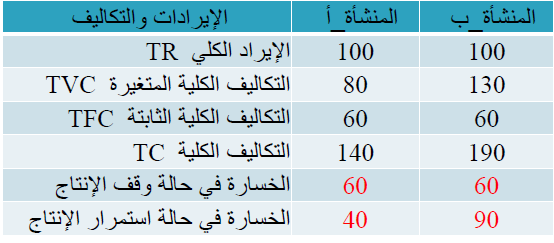 الإيرادات والتكاليف المنشأة_أ المنشأة_ب
الإيراد الكلي TR 100 100
التكاليف الكلية المتغيرة TVC 80 130
التكاليف الكلية الثابتة TFC 60 60
التكاليف الكلية TC 140 190
الخسارة في حالة وقف الإنتاج 60 60
الخسارة في حالة استمرار الإنتاج 40 90